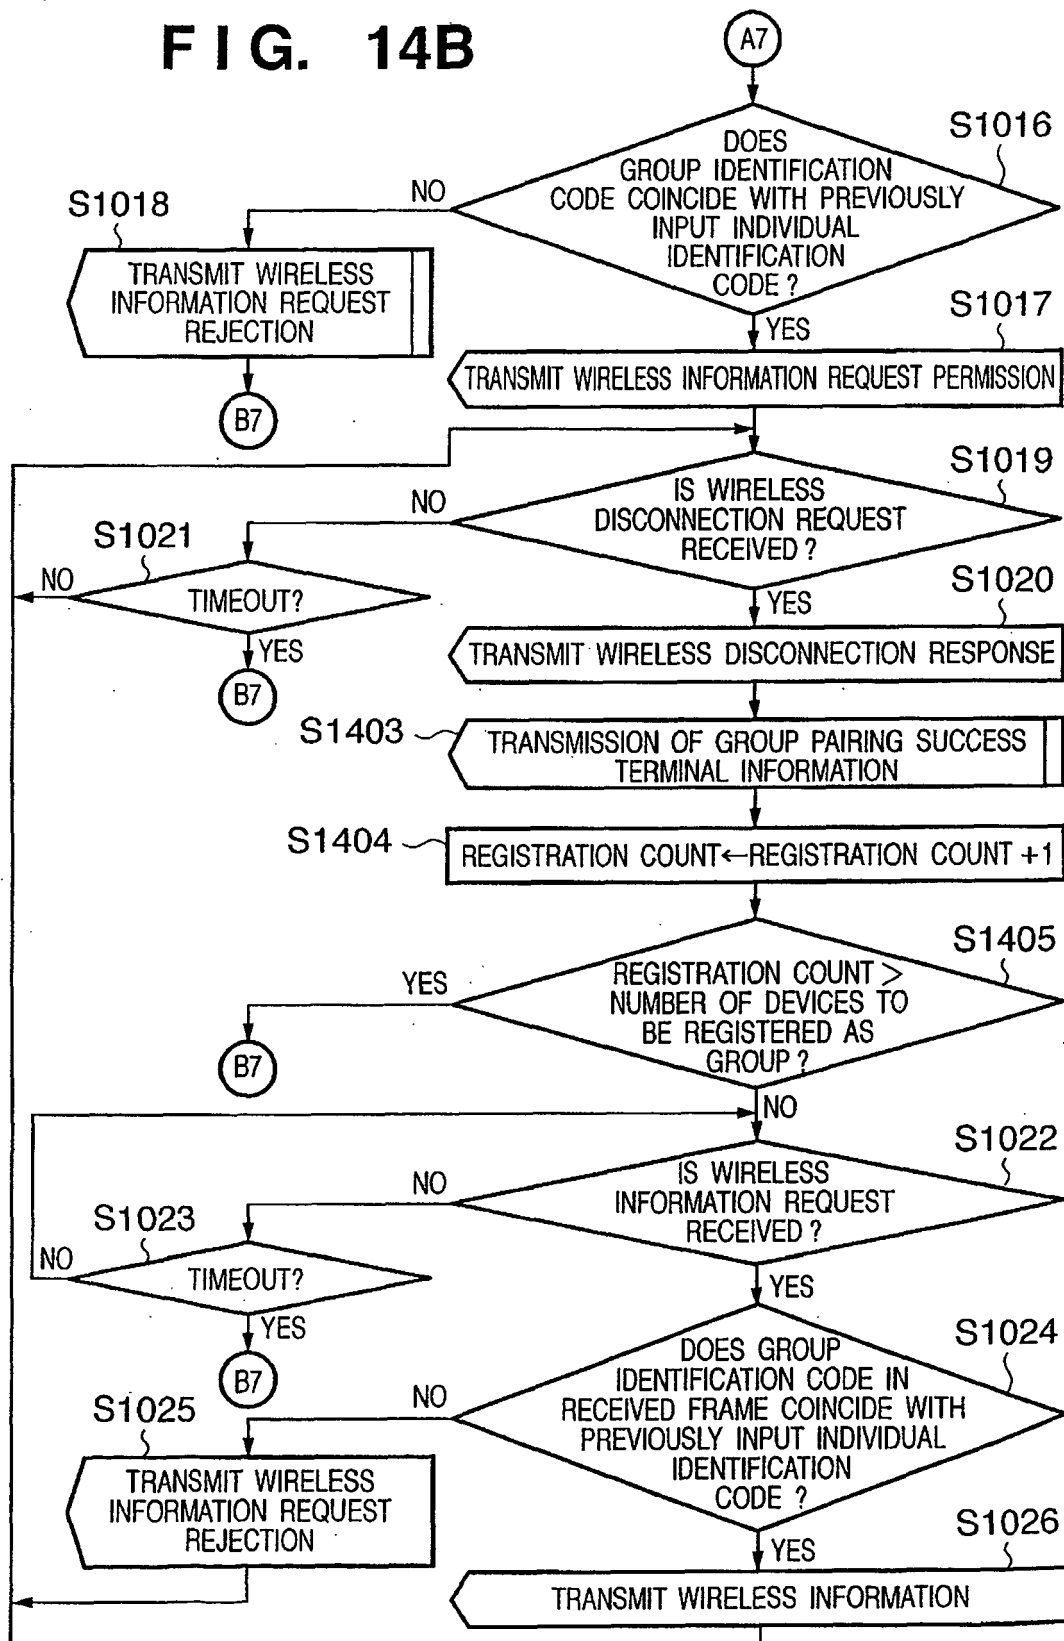 FIG. 14B
A7
S1016
DOES
GROUP IDENTIFICATION
CODE COINCIDE WITH PREVIOUSLY
INPUT INDIVIDUAL
IDENTIFICATION
CODE ?
NO
S1018
TRANSMIT WIRELESS
INFORMATION REQUEST
REJECTION
B7
YES
S1017
TRANSMIT WIRELESS INFORMATION REQUEST PERMISSION
S1019
IS WIRELESS
DISCONNECTION REQUEST
RECEIVED ?
NO
S1021
NO
TIMEOUT?
YES
B7
YES
S1020
TRANSMIT WIRELESS DISCONNECTION RESPONSE
S1403
TRANSMISSION OF GROUP PAIRING SUCCESS
TERMINAL INFORMATION
S1404
REGISTRATION COUNT←REGISTRATION COUNT +1
S1405
REGISTRATION COUNT >
NUMBER OF DEVICES TO
BE REGISTERED AS
GROUP ?
YES
B7
NO
S1022
IS WIRELESS
INFORMATION REQUEST
RECEIVED ?
NO
S1023
NO
TIMEOUT?
YES
B7
YES
S1024
DOES GROUP
IDENTIFICATION CODE IN
RECEIVED FRAME COINCIDE WITH
PREVIOUSLY INPUT INDIVIDUAL
IDENTIFICATION
CODE ?
NO
S1025
TRANSMIT WIRELESS
INFORMATION REQUEST
REJECTION
YES
S1026
TRANSMIT WIRELESS INFORMATION